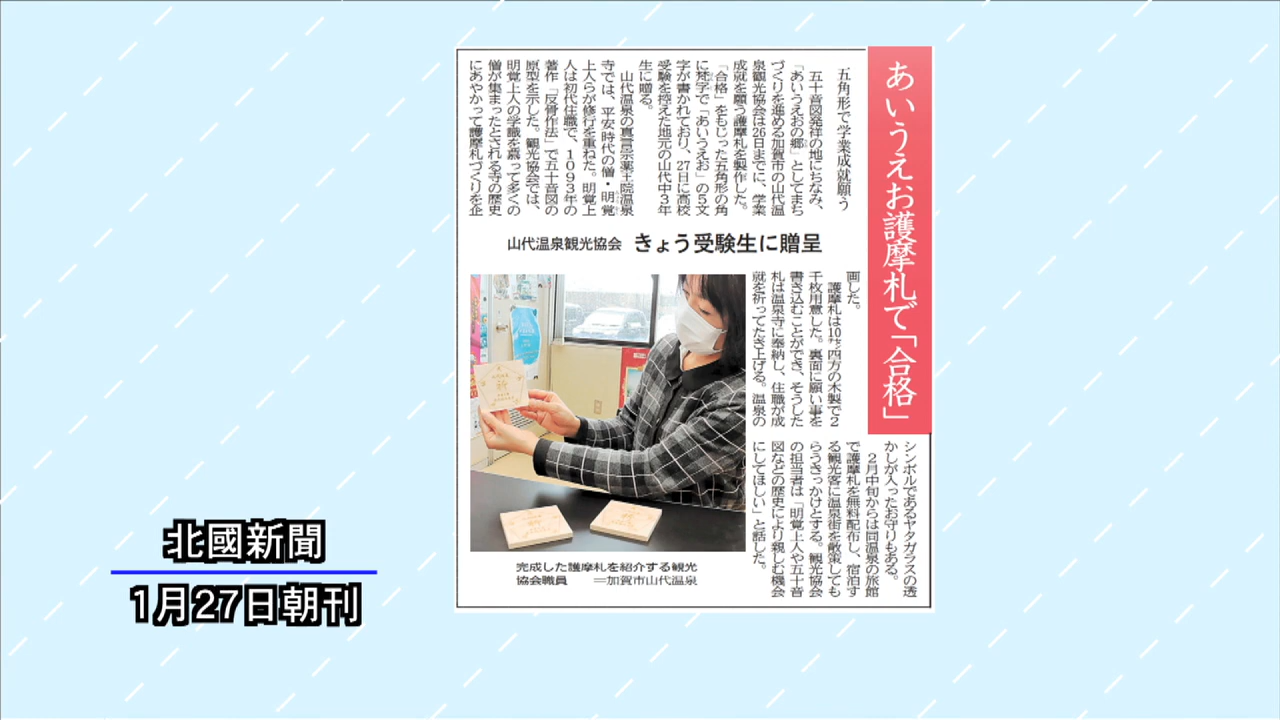 あいうえお護摩札で「合格」
五角形で学業成就願う
山代温泉観光協会 きょう受験生に贈呈
五十音図発祥の地にちなみ、
「あいうえおの郷」としてまち
づくりを進める加賀市の山代温
泉観光協会は26日までに、学業
成就を願う護摩札を製作した。
「合格」をもじった五角形の角
に梵字で「あいうえお」の5文
字が書かれており、27日に高校
受験を控えた地元の山代中3年
生に贈る。
山代温泉の真言宗薬王院温泉
寺では、平安時代の僧・明覚
上人らが修行を重ねた。明覚上
人は初代住職で、1093年の
著作「反骨作法」で五十音図の
原型を示した。観光協会では、
明覚上人の学識を慕って多くの
僧が集まったとされる寺の歴史
にあやかって護摩札づくりを企
画した。
護摩札は10㌢四方の木製で2
千枚用意した。裏面に願い事を
書き込むことができ、そうした
札は温泉寺に奉納し、住職が成
就を祈ってたき上げる。温泉の
シンボルであるヤタガラスの透
かしが入ったお守りもある。
2月中旬からは同温泉の旅館
で護摩札を無料配布し、宿泊す
る観光客に温泉街を散策しても
らうきっかけとする。観光協会
の担当者は「明覚上人や五十音
図などの歴史により親しむ機会
にしてほしい」と話した。
完成した護摩札を紹介する観光
協会職員 =加賀市山代温泉
北國新聞
1月27日朝刊